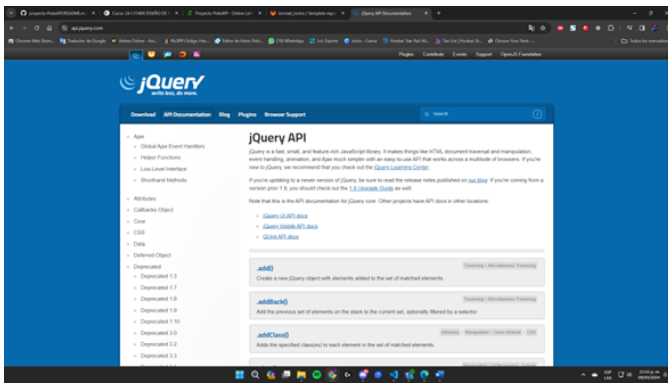 api.jquery.com
Plugins Contribute Events Support OpenJS Foundation
jQuery
write less, do more.
Download API Documentation Blog Plugins Browser Support
Search
Ajax
Global Ajax Event Handlers
Helper Functions
Low-Level Interface
Shorthand Methods
Attributes
Callbacks Object
Core
CSS
Data
Deferred Object
Deprecated
Deprecated 1.3
Deprecated 1.7
Deprecated 1.8
Deprecated 1.9
Deprecated 1.10
Deprecated 3.0
Deprecated 3.2
Deprecated 3.3
jQuery API
jQuery is a fast, small, and feature-rich JavaScript library. It makes things like HTML document traversal and manipulation,
event handling, animation, and Ajax much simpler with an easy-to-use API that works across a multitude of browsers. If you're
new to jQuery, we recommend that you check out the jQuery Learning Center.
If you're updating to a newer version of jQuery, be sure to read the release notes published on our blog. If you're coming from a
version prior to 1.9, you should check out the 1.9 Upgrade Guide as well.
Note that this is the API documentation for jQuery core. Other projects have API docs in other locations:
jQuery UI API docs
jQuery Mobile API docs
QUnit API docs
.add()
Traversing > Miscellaneous Traversing
Create a new jQuery object with elements added to the set of matched elements.
.addBack()
Traversing > Miscellaneous Traversing
Add the previous set of elements on the stack to the current set, optionally filtered by a selector.
.addClass()
Attributes Manipulation > Class Attribute CSS
Adds the specified class(es) to each element in the set of matched elements.